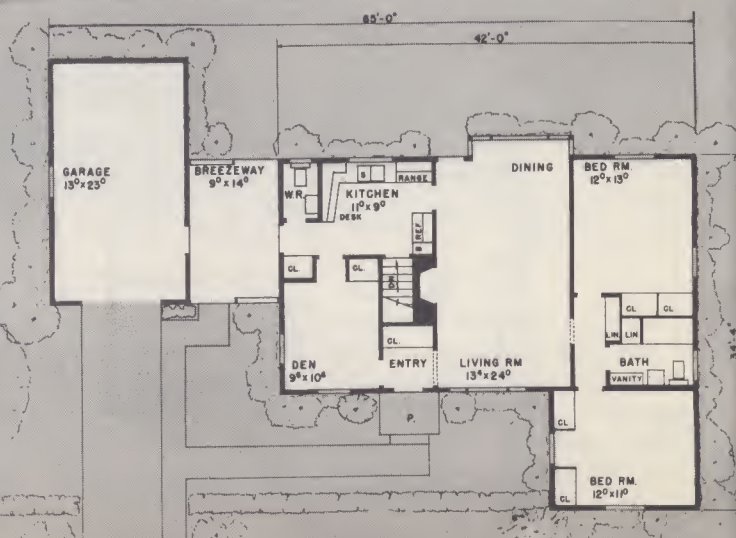 65'-0"
42'-0"
GARAGE
13⁰x23⁰
BREEZEWAY
9⁰x14⁰
W.R.
S
RANGE
KITCHEN
11⁰x9⁰
DESK
REF.
B
DINING
BED RM.
12⁰x13⁰
CL.
CL.
DN
CL.
DEN
9⁶x10⁶
ENTRY
LIVING RM
13⁶x24⁰
CL
CL
LIN.
LIN.
BATH
VANITY
P.
CL.
BED RM.
12⁰x11⁰
CL